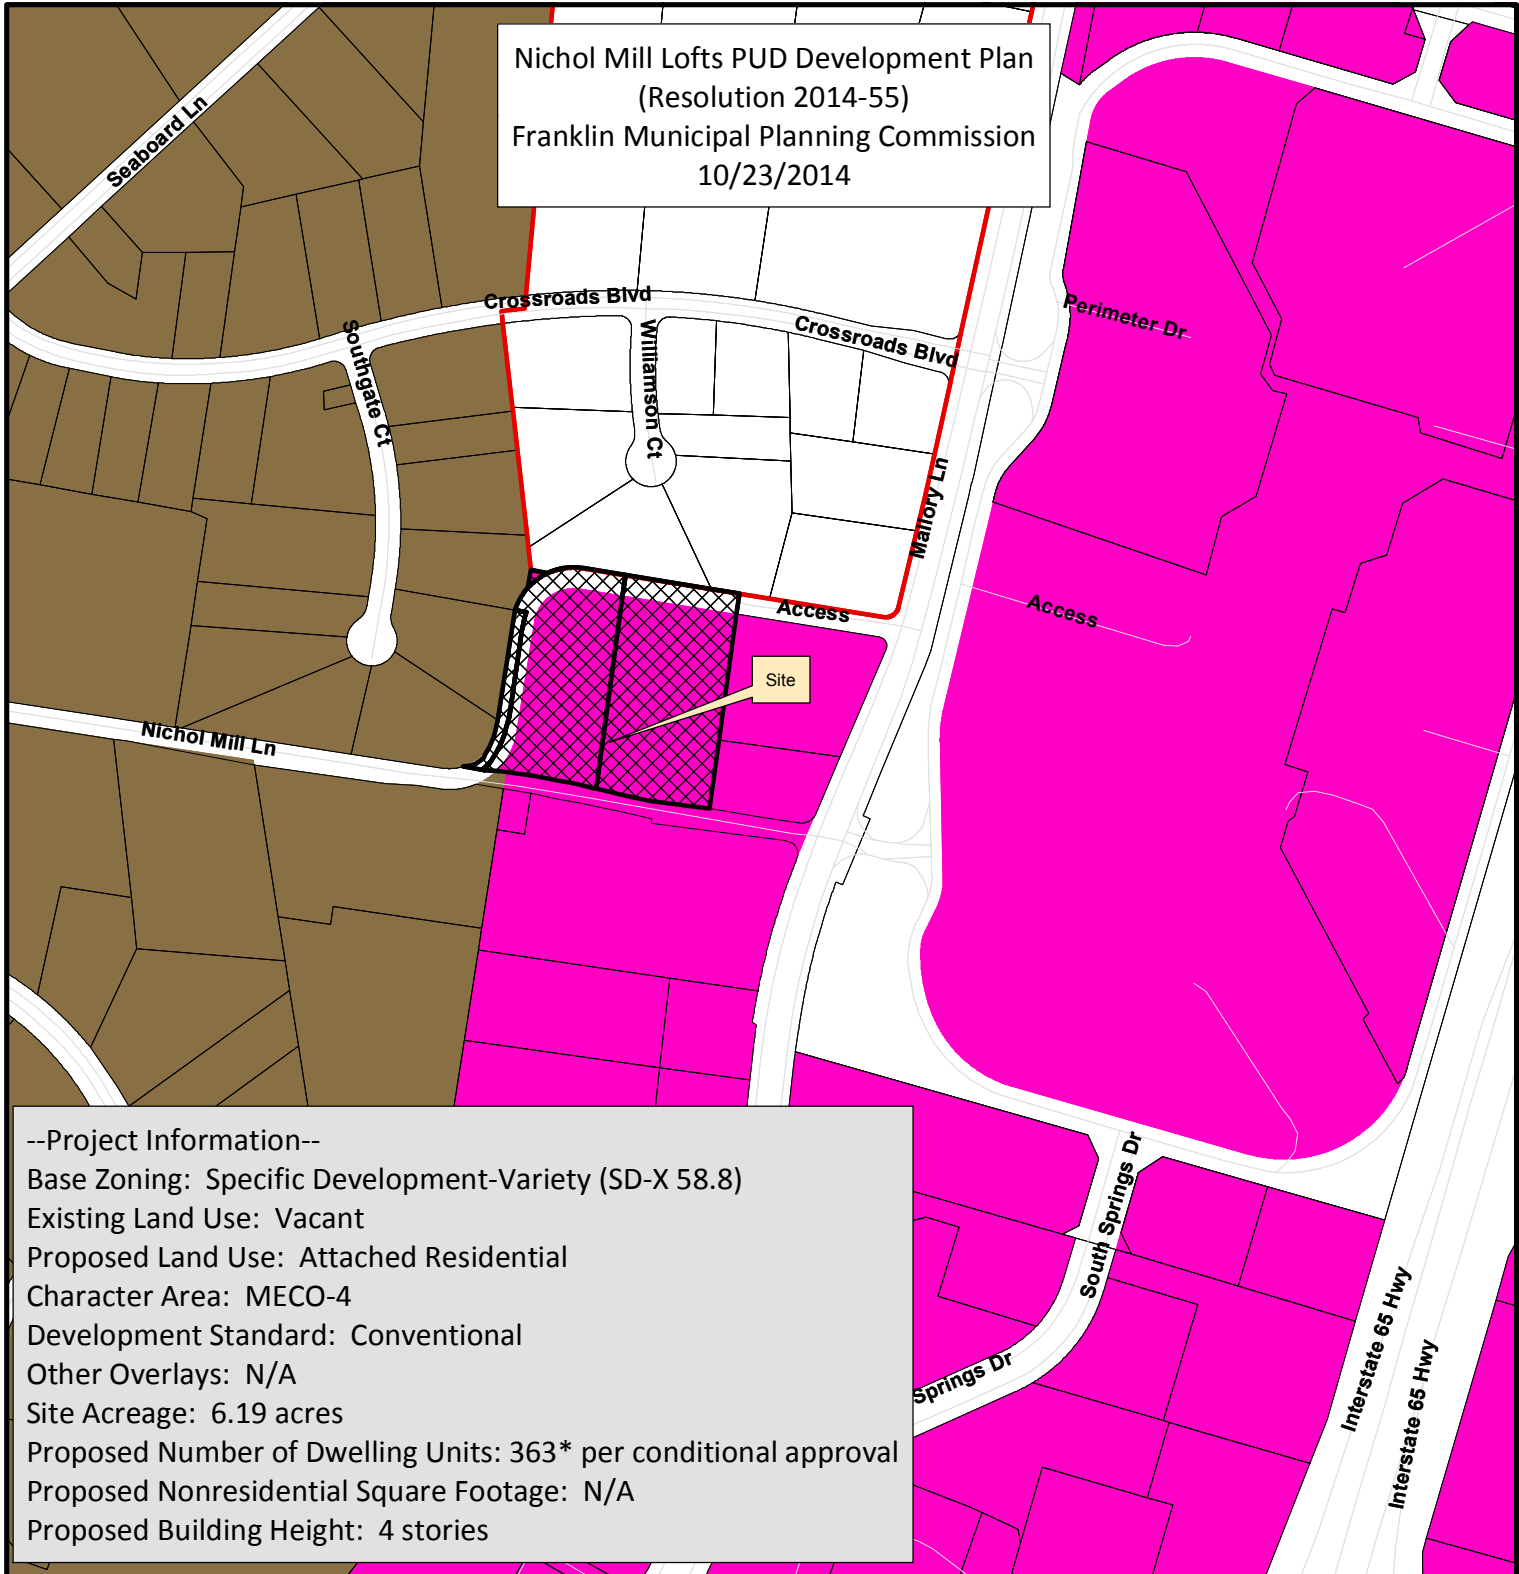 Nichol Mill Lofts PUD Development Plan
(Resolution 2014-55)
Franklin Municipal Planning Commission
10/23/2014
Seaboard Ln
Crossroads Blvd
Crossroads Blvd
Perimeter Dr
Southgate Ct
Williamson Ct
Mallory Ln
Access
Access
Site
Nichol Mill Ln
South Springs Dr
Springs Dr
Interstate 65 Hwy
Interstate 65 Hwy
--Project Information--
Base Zoning: Specific Development-Variety (SD-X 58.8)
Existing Land Use: Vacant
Proposed Land Use: Attached Residential
Character Area: MECO-4
Development Standard: Conventional
Other Overlays: N/A
Site Acreage: 6.19 acres
Proposed Number of Dwelling Units: 363* per conditional approval
Proposed Nonresidential Square Footage: N/A
Proposed Building Height: 4 stories